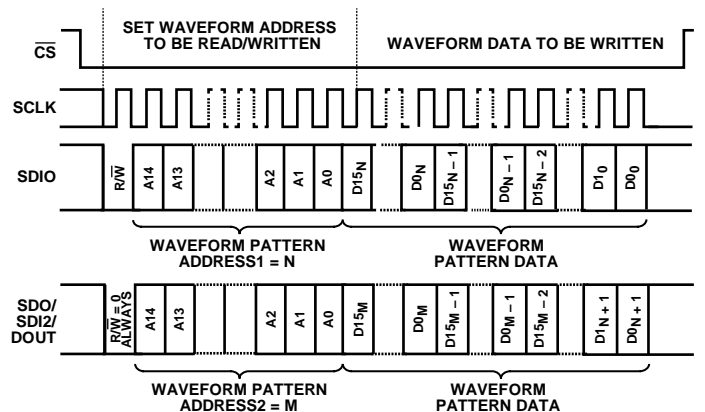 SET WAVEFORM ADDRESS
TO BE READ/WRITTEN
WAVEFORM DATA TO BE WRITTEN
C̅S̅
SCLK
SDIO
R/W̅
A14
A13
A2
A1
A0
D15N
D0N
D15N – 1
D0N – 1
D15N – 2
D10
D00
WAVEFORM PATTERN
ADDRESS1 = N
WAVEFORM
PATTERN DATA
SDO/
SDI2/
DOUT
R/W̅ = 0
ALWAYS
A14
A13
A2
A1
A0
D15M
D0M
D15M – 1
D0M – 1
D15M – 2
D1N + 1
D0N + 1
WAVEFORM PATTERN
ADDRESS2 = M
WAVEFORM
PATTERN DATA